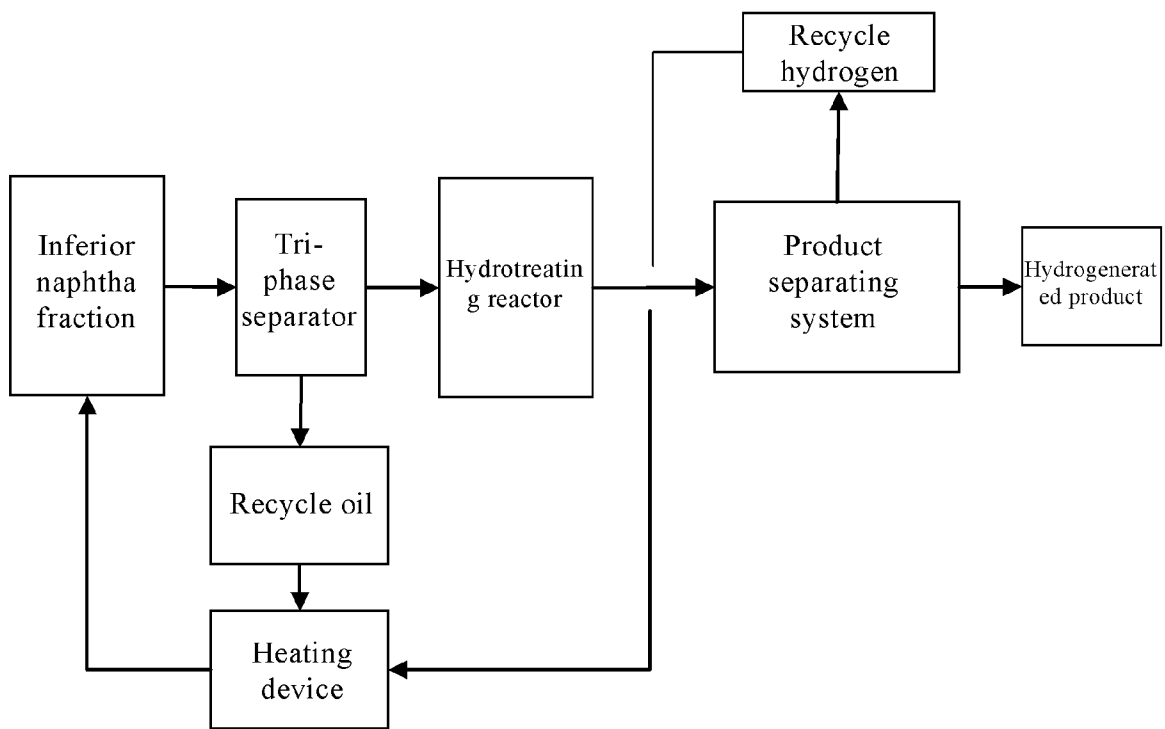 Recycle
hydrogen
Inferior
naphtha
fraction
Tri-
phase
separator
Hydrotreatin
g reactor
Product
separating
system
Hydrogenerat
ed product
Recycle oil
Heating
device